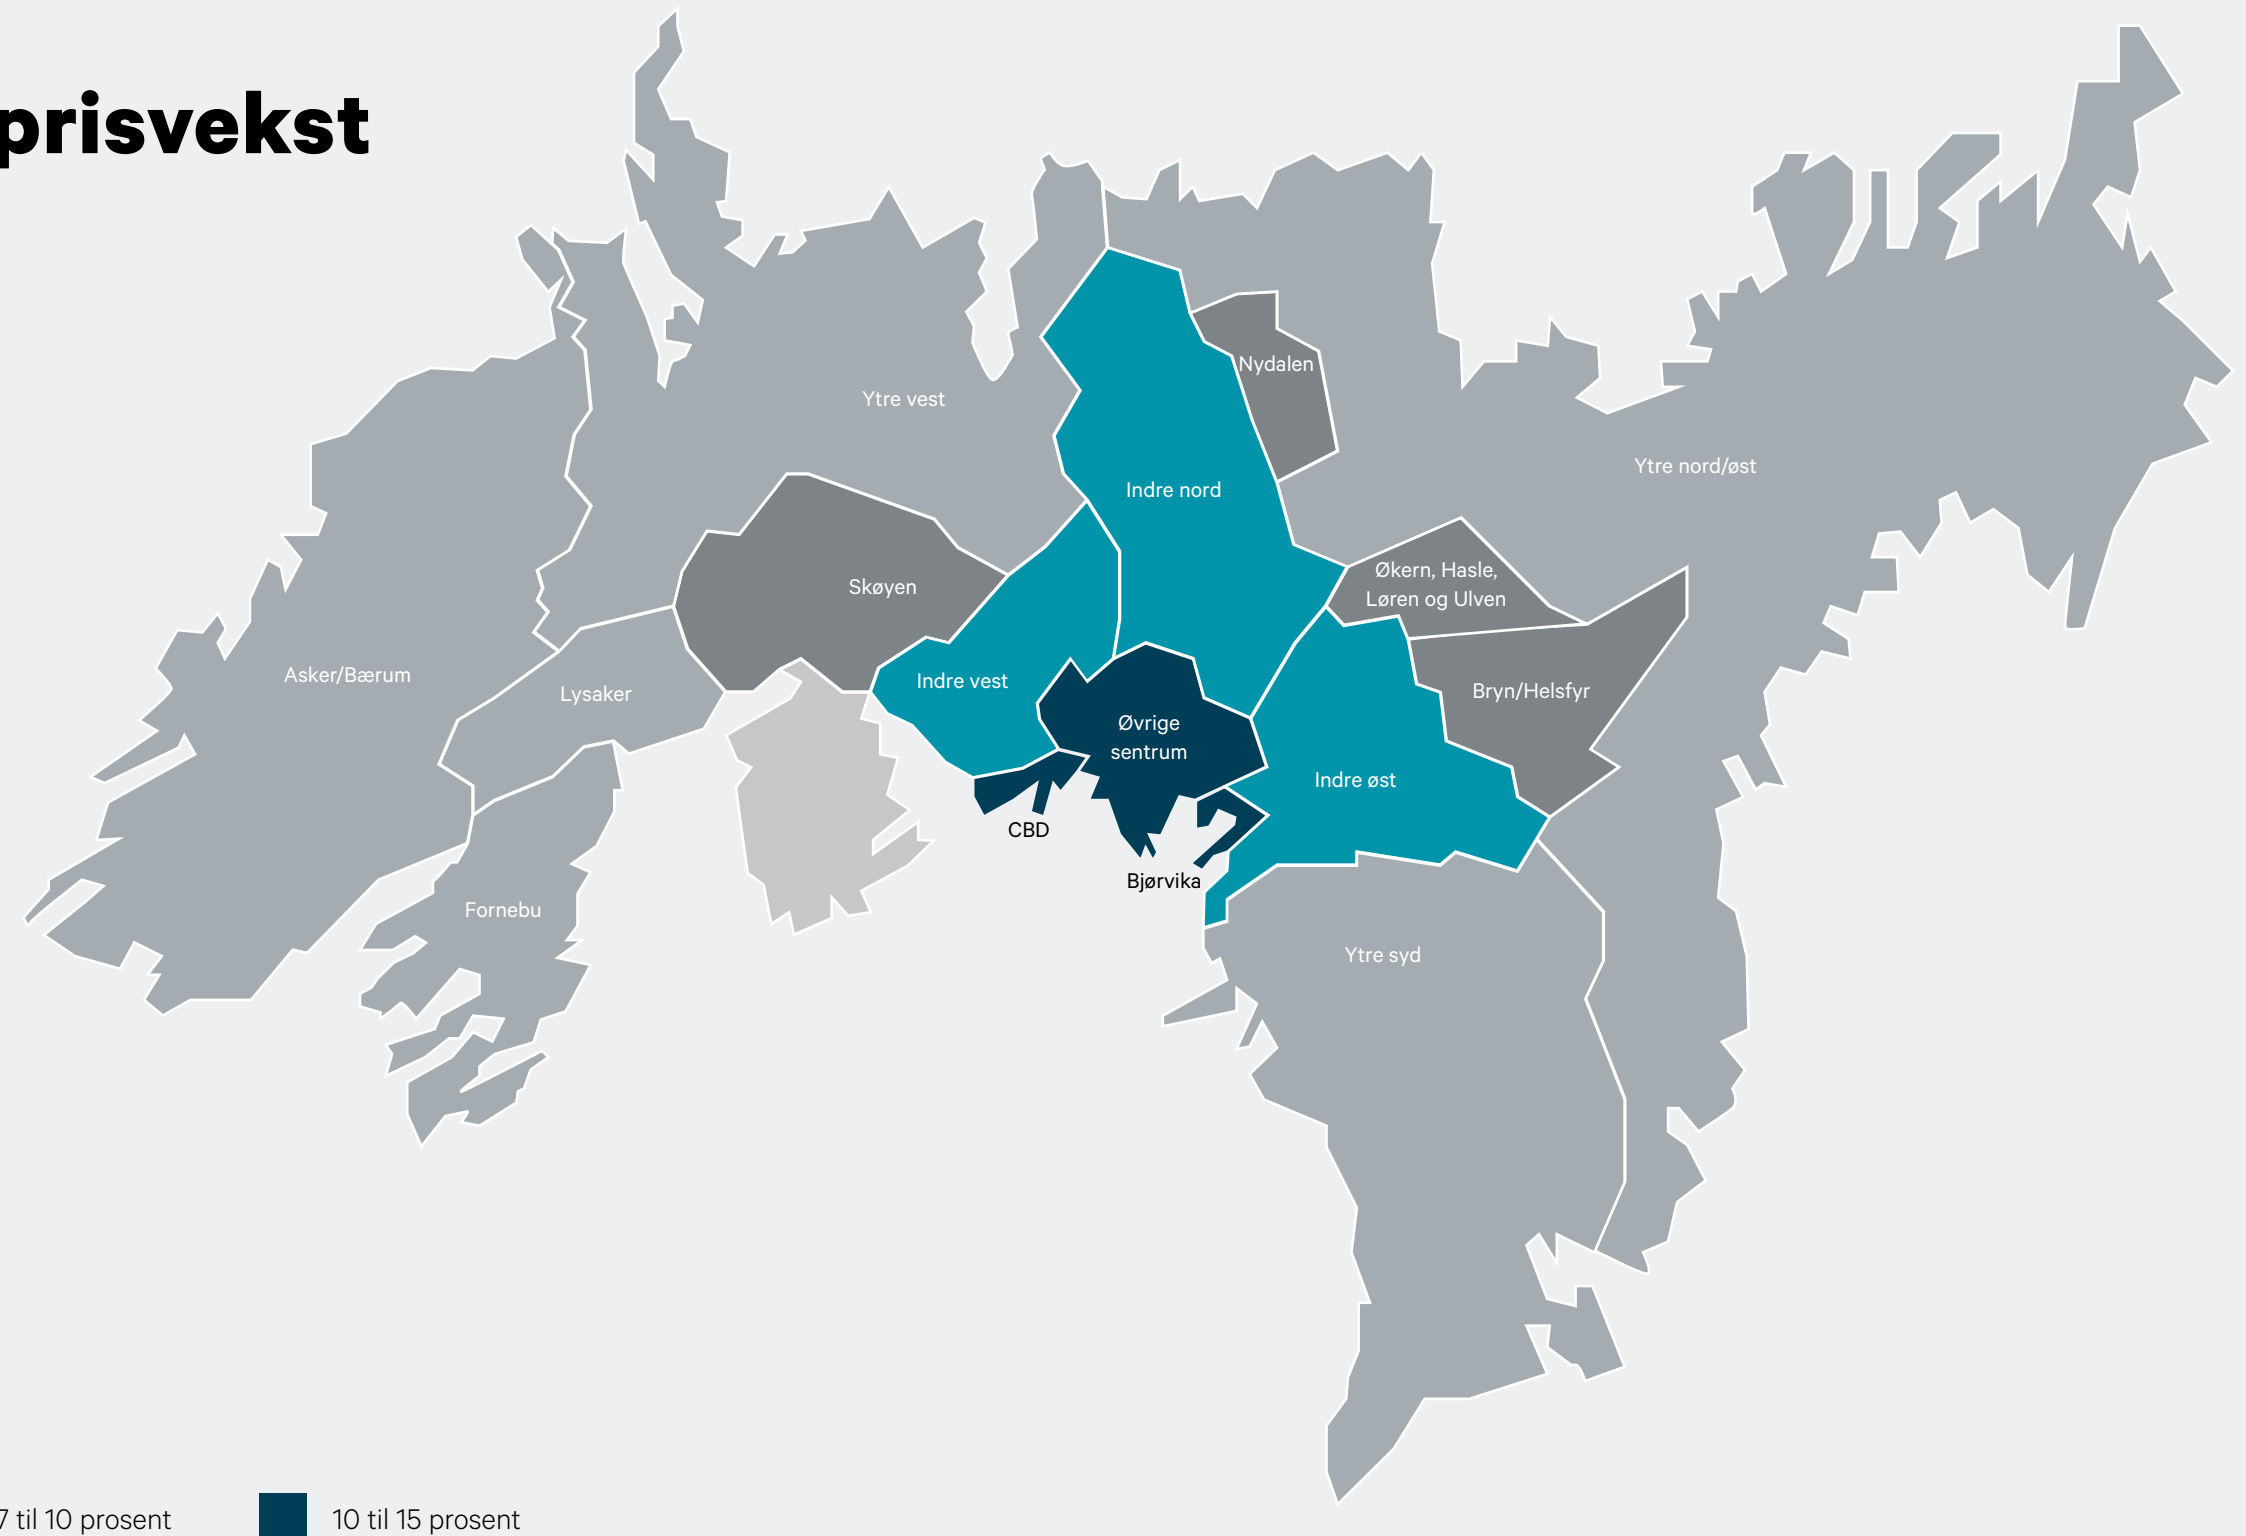 prisvekst
Nydalen
Ytre vest
Ytre nord/øst
Indre nord
Økern, Hasle,
Løren og Ulven
Skøyen
Asker/Bærum
Indre vest
Lysaker
Bryn/Helsfyr
Øvrige
sentrum
Indre øst
CBD
Bjørvika
Fornebu
Ytre syd
7 til 10 prosent
10 til 15 prosent